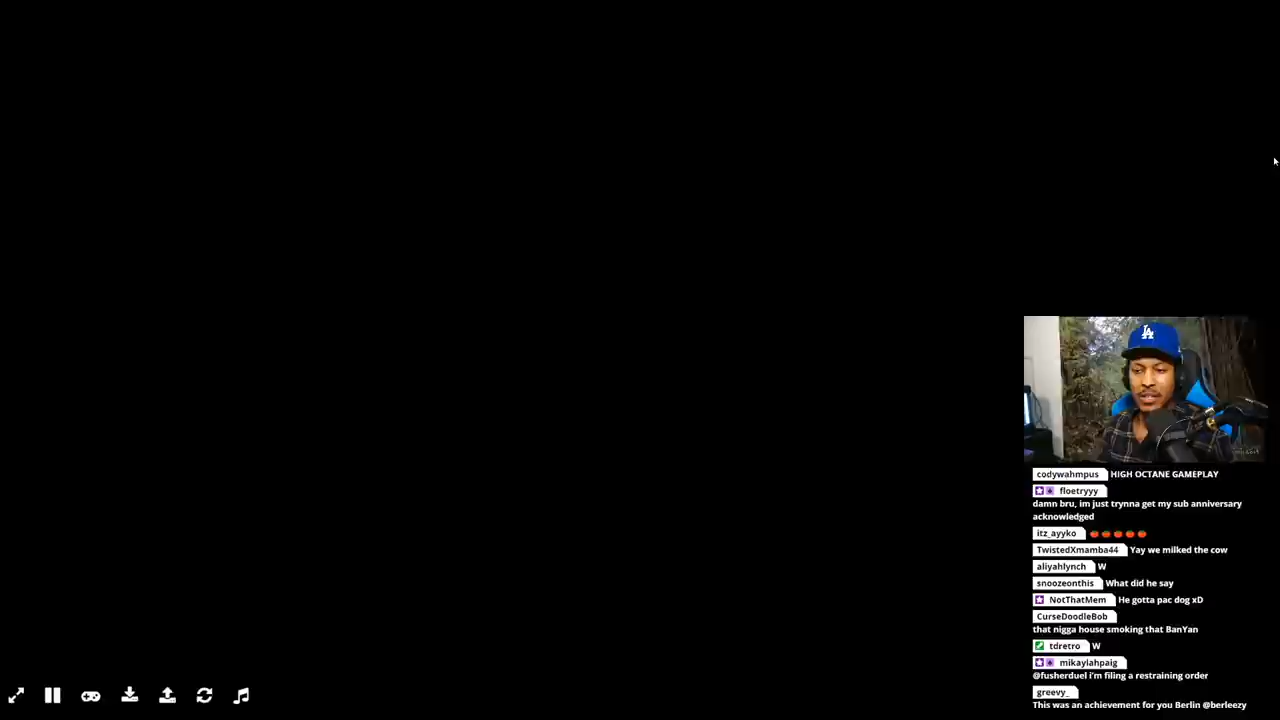 LA
codywahmpus HIGH OCTANE GAMEPLAY
floetryyy
damn bru, im just trynna get my sub anniversary
acknowledged
itz_ayyko 🍅🍅🍅🍅🍅
TwistedXmamba44 Yay we milked the cow
aliyahlynch W
snoozeonthis What did he say
NotThatMem He gotta pac dog xD
CurseDoodleBob
that nigga house smoking that BanYan
tdretro W
mikayiahpaig
@fusherduel i'm filing a restraining order
greevy_
This was an achievement for you Berlin @berleezy